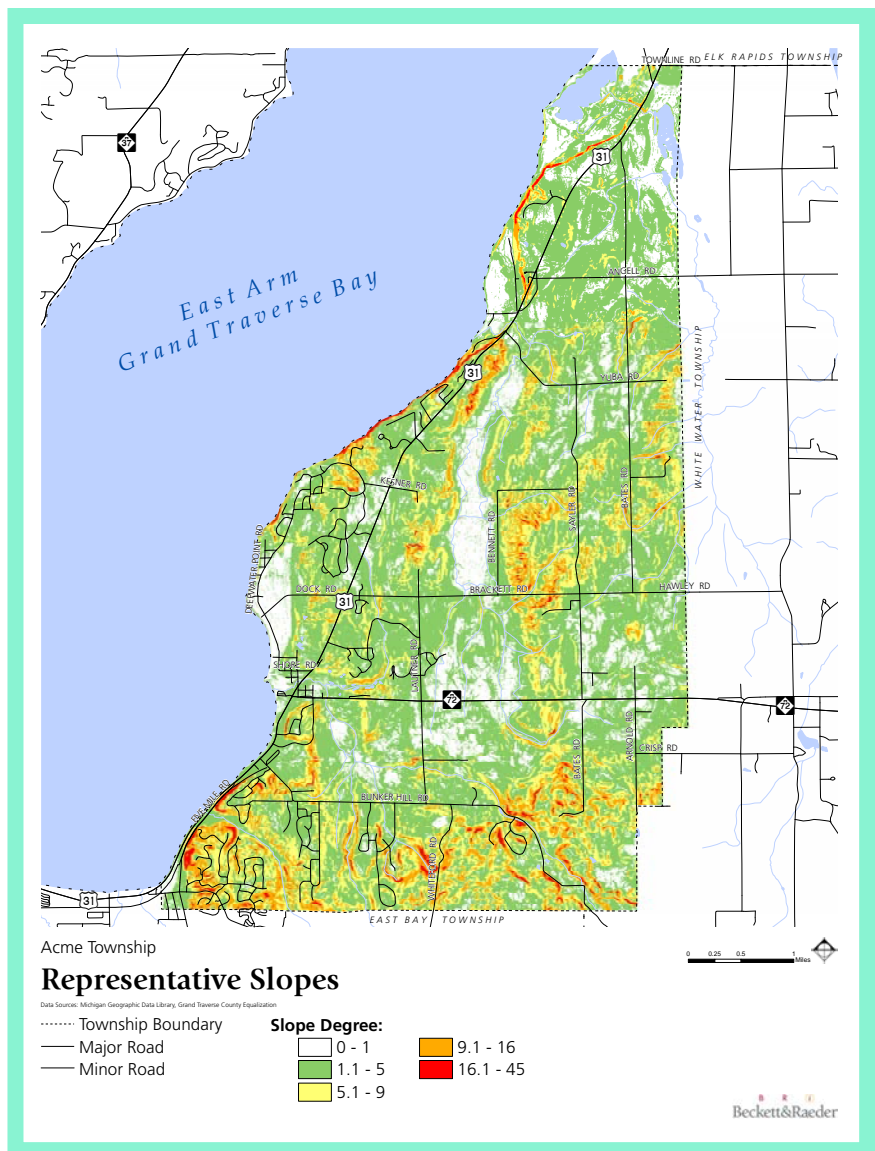 TOWNLINE RD
ELK RAPIDS TOWNSHIP
37
31
ANGELL RD
East Arm
Grand Traverse Bay
31
YUBA RD
WHITE WATER TOWNSHIP
KESNER RD
BATES RD
SAYLER RD
BENNETT RD
DEEPWATER POINT RD
DOCK RD
31
BRACKETT RD
HAWLEY RD
SHORE RD
LAUTNER RD
72
72
ARNOLD RD
CRISP RD
BATES RD
FIVE MILE RD
BUNKER HILL RD
WHITEFORD RD
31
EAST BAY TOWNSHIP
Acme Township
Representative Slopes
Data Sources: Michigan Geographic Data Library, Grand Traverse County Equalization
0 0.25 0.5 1
Miles
Township Boundary
Major Road
Minor Road
Slope Degree:
0 - 1
1.1 - 5
5.1 - 9
9.1 - 16
16.1 - 45
B R i
Beckett&Raeder